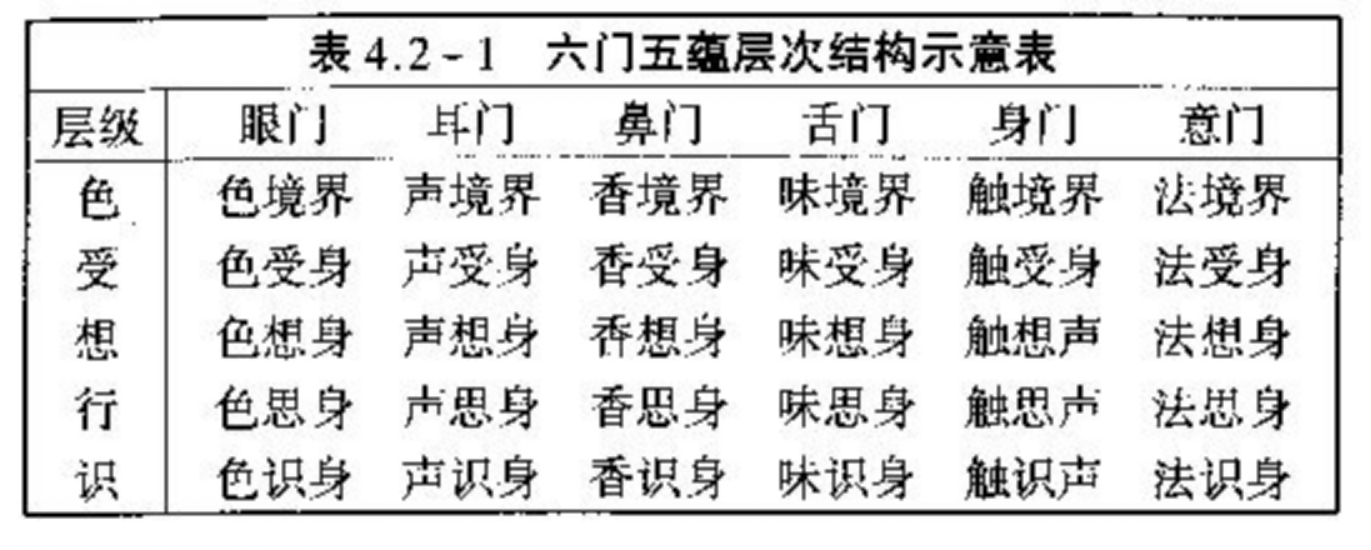 表4.2-1 六门五蕴层次结构示意表
层级 眼门 耳门 鼻门 舌门 身门 意门
色 色境界 声境界 香境界 味境界 触境界 法境界
受 色受身 声受身 香受身 味受身 触受身 法受身
想 色想身 声想身 香想身 味想身 触想声 法想身
行 色思身 声思身 香思身 味思身 触思声 法思身
识 色识身 声识身 香识身 味识身 触识声 法识身